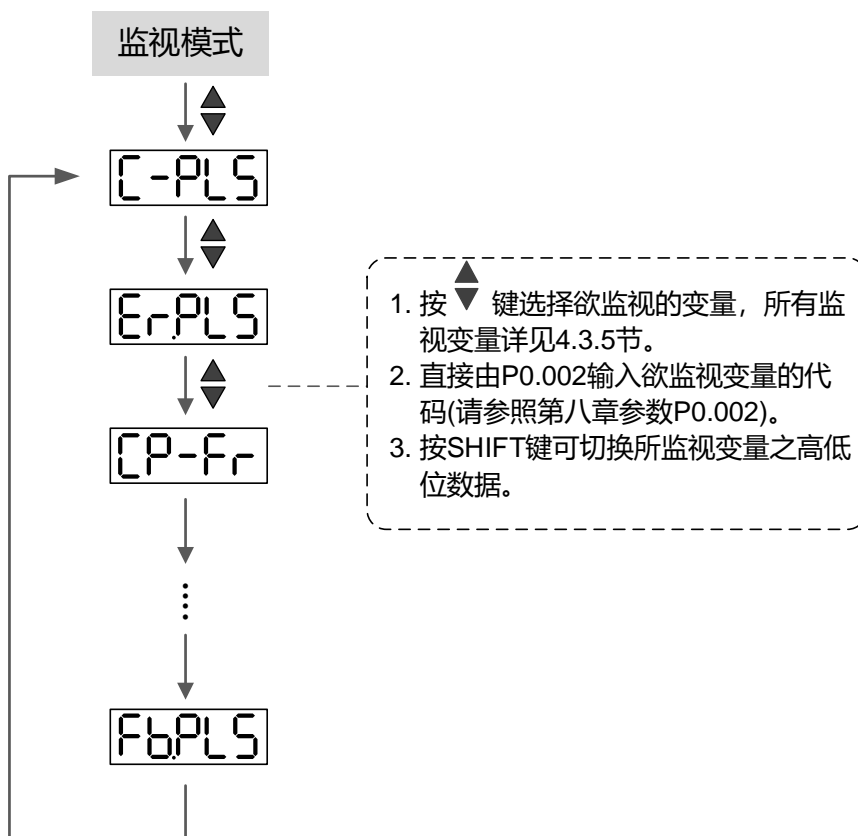 监视模式
C-PLS
Er.PLS
1. 按 键选择欲监视的变量，所有监
视变量详见4.3.5节。
2. 直接由P0.002输入欲监视变量的代
码(请参照第八章参数P0.002)。
3. 按SHIFT键可切换所监视变量之高低
位数据。
CP-Fr
Fb.PLS